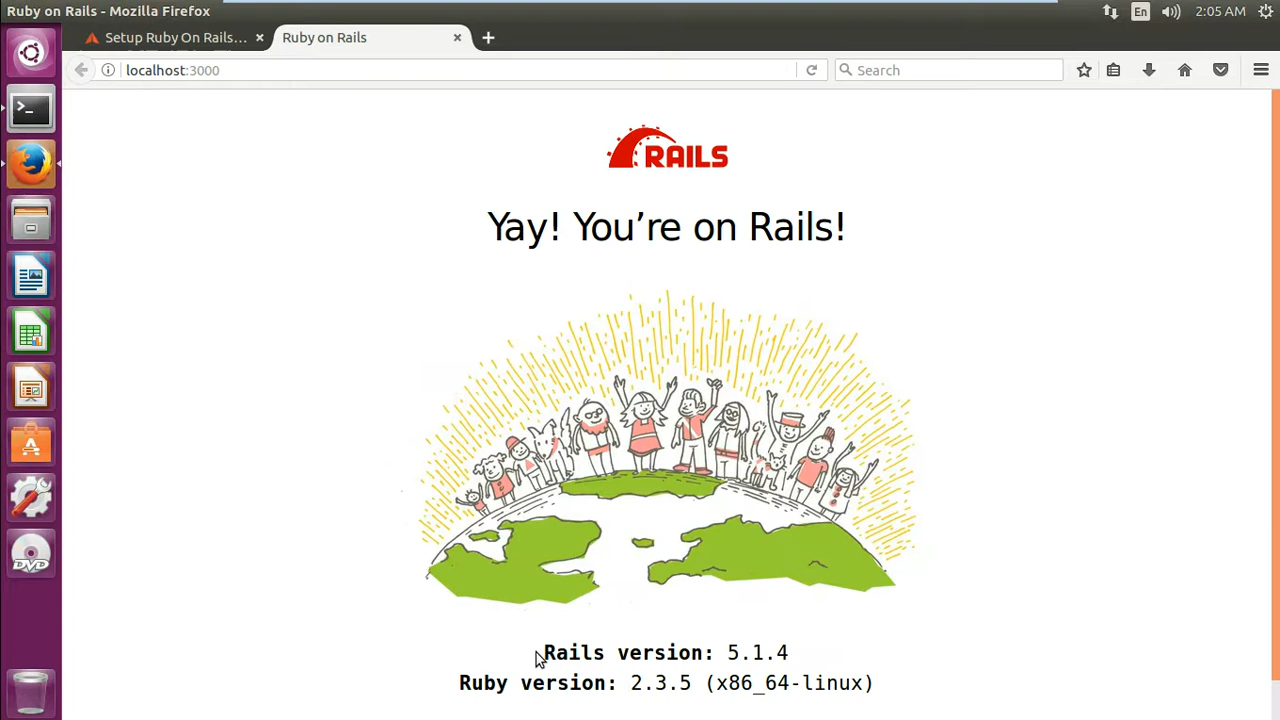 Ruby on Rails - Mozilla Firefox
En
2:05 AM
Setup Ruby On Rails...
Ruby on Rails
localhost:3000
Search
RAILS
Yay! You’re on Rails!
Rails version: 5.1.4
Ruby version: 2.3.5 (x86_64-linux)
DVD